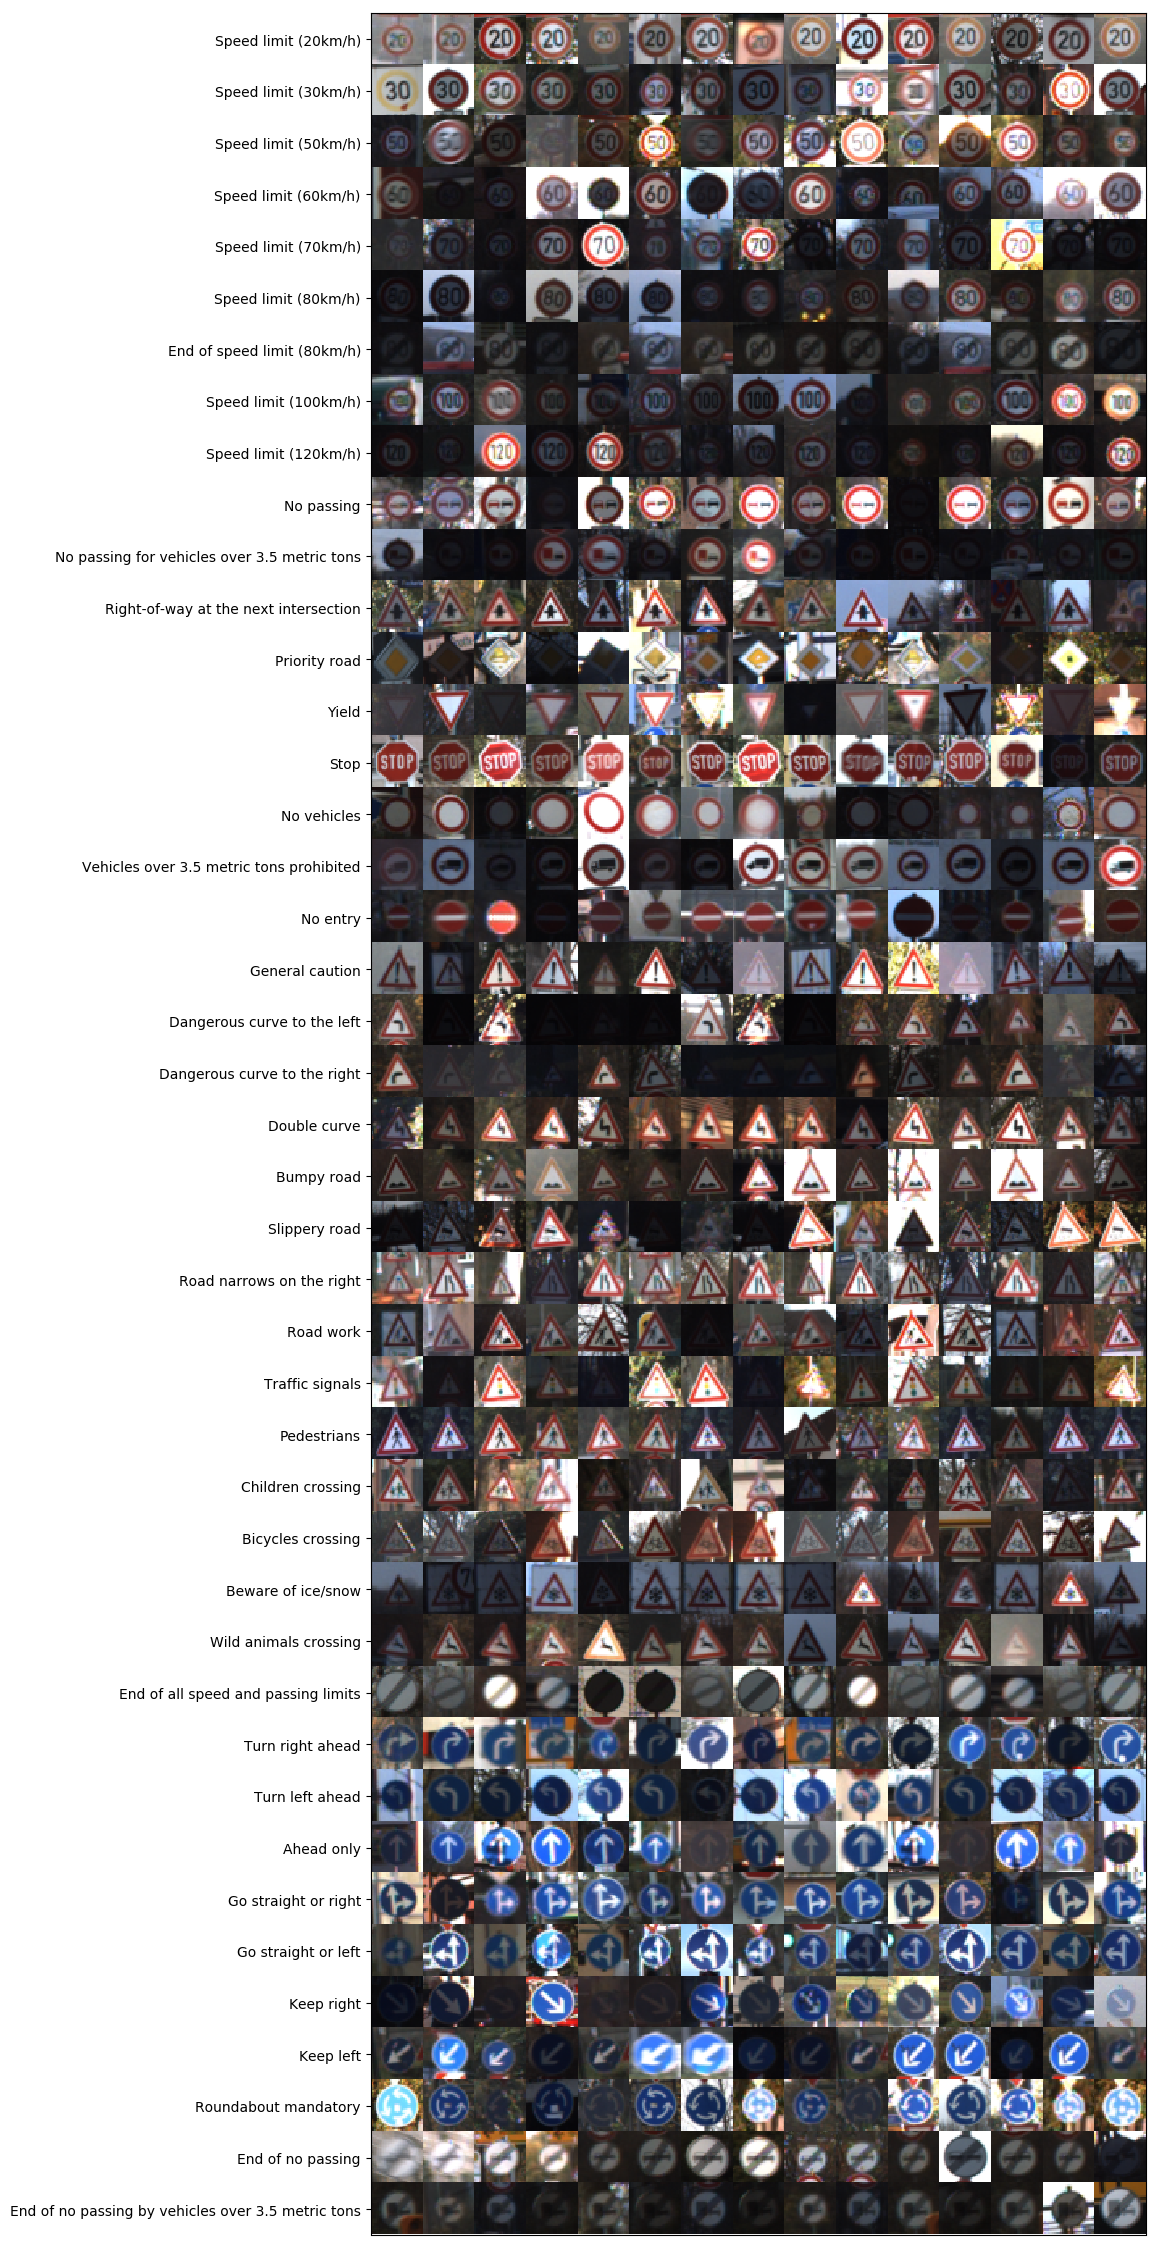 Speed limit (20km/h)
Speed limit (30km/h)
Speed limit (50km/h)
Speed limit (60km/h)
Speed limit (70km/h)
Speed limit (80km/h)
End of speed limit (80km/h)
Speed limit (100km/h)
Speed limit (120km/h)
No passing
No passing for vehicles over 3.5 metric tons
Right-of-way at the next intersection
Priority road
Yield
Stop
No vehicles
Vehicles over 3.5 metric tons prohibited
No entry
General caution
Dangerous curve to the left
Dangerous curve to the right
Double curve
Bumpy road
Slippery road
Road narrows on the right
Road work
Traffic signals
Pedestrians
Children crossing
Bicycles crossing
Beware of ice/snow
Wild animals crossing
End of all speed and passing limits
Turn right ahead
Turn left ahead
Ahead only
Go straight or right
Go straight or left
Keep right
Keep left
Roundabout mandatory
End of no passing
End of no passing by vehicles over 3.5 metric tons